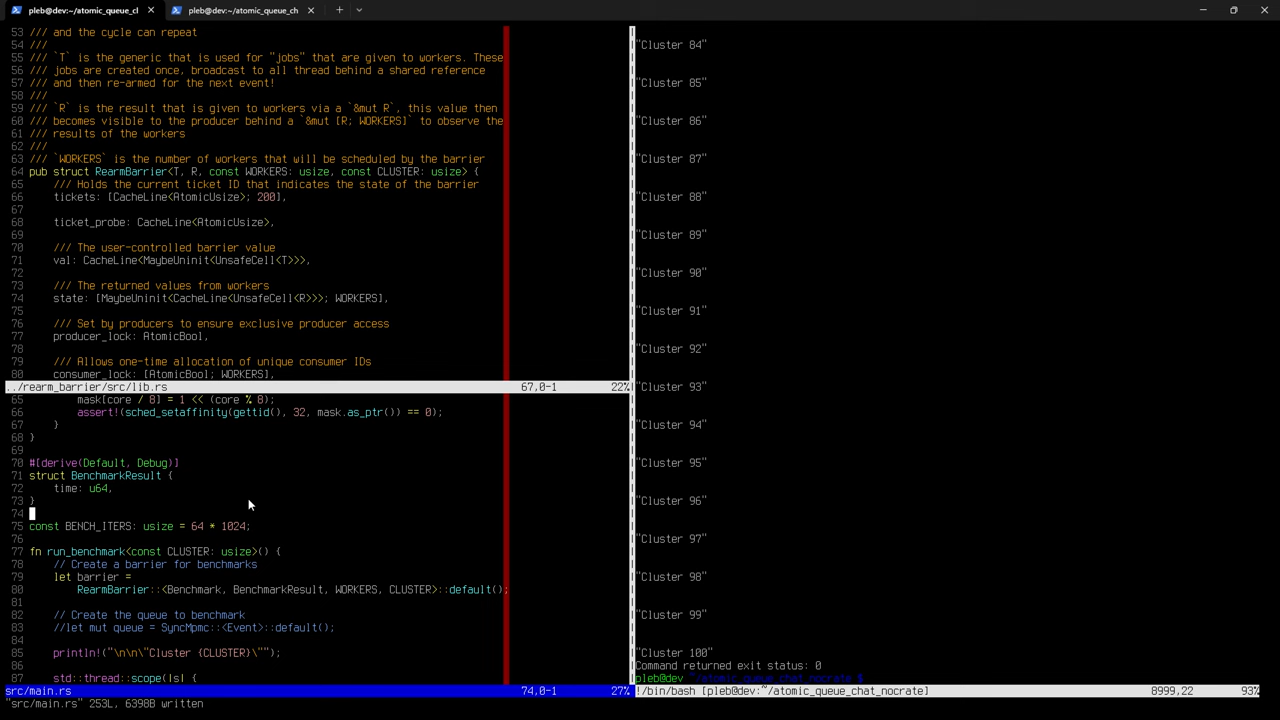 pleb@dev:~/atomic_queue_cl
pleb@dev:~/atomic_queue_ch
53 /// and the cycle can repeat
54 ///
55 /// `T` is the generic that is used for "jobs" that are given to workers. These
56 /// jobs are created once, broadcast to all thread behind a shared reference
57 /// and then re-armed for the next event!
58 ///
59 /// `R` is the result that is given to workers via a `&mut R`, this value then
60 /// becomes visible to the producer behind a `&mut [R; WORKERS]` to observe the
61 /// results of the workers
62 ///
63 /// `WORKERS` is the number of workers that will be scheduled by the barrier
64 pub struct RearmBarrier<T, R, const WORKERS: usize, const CLUSTER: usize> {
65 /// Holds the current ticket ID that indicates the state of the barrier
66 tickets: [CacheLine<AtomicUsize>; 200],
67
68 ticket_probe: CacheLine<AtomicUsize>,
69
70 /// The user-controlled barrier value
71 val: CacheLine<MaybeUninit<UnsafeCell<T>>>,
72
73 /// The returned values from workers
74 state: [MaybeUninit<CacheLine<UnsafeCell<R>>>; WORKERS],
75
76 /// Set by producers to ensure exclusive producer access
77 producer_lock: AtomicBool,
78
79 /// Allows one-time allocation of unique consumer IDs
80 consumer_lock: [AtomicBool; WORKERS],
../rearm_barrier/src/lib.rs 67,0-1 22%
65 mask[core / 8] = 1 << (core % 8);
66 assert!(sched_setaffinity(gettid(), 32, mask.as_ptr()) == 0);
67 }
68 }
69
70 #[derive(Default, Debug)]
71 struct BenchmarkResult {
72 time: u64,
73 }
74
75 const BENCH_ITERS: usize = 64 * 1024;
76
77 fn run_benchmark<const CLUSTER: usize>() {
78 // Create a barrier for benchmarks
79 let barrier =
80 RearmBarrier::<Benchmark, BenchmarkResult, WORKERS, CLUSTER>::default();
81
82 // Create the queue to benchmark
83 //let mut queue = SyncMpmc::<Event>::default();
84
85 println!("\n\n\"Cluster {CLUSTER}\"");
86
87 std::thread::scope(|s| {
src/main.rs 74,0-1 27%
"src/main.rs" 253L, 6398B written
"Cluster 84"
"Cluster 85"
"Cluster 86"
"Cluster 87"
"Cluster 88"
"Cluster 89"
"Cluster 90"
"Cluster 91"
"Cluster 92"
"Cluster 93"
"Cluster 94"
"Cluster 95"
"Cluster 96"
"Cluster 97"
"Cluster 98"
"Cluster 99"
"Cluster 100"
Command returned exit status: 0
pleb@dev ~/atomic_queue_chat_nocrate $
!/bin/bash [pleb@dev:~/atomic_queue_chat_nocrate] 8999,22 93%